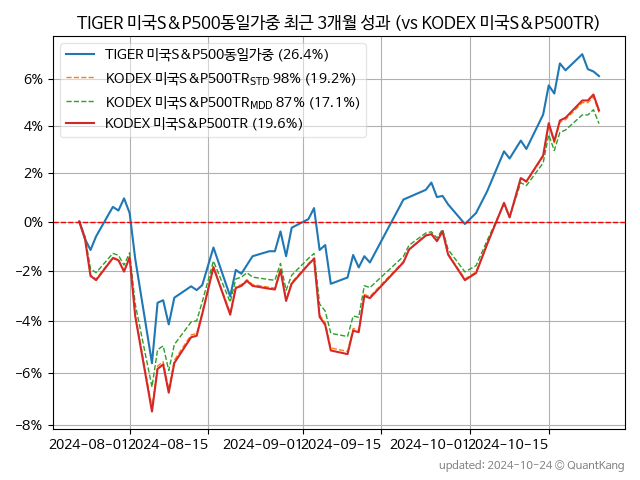 TIGER 미국S&P500동일가중 최근 3개월 성과 (vs KODEX 미국S&P500TR)
TIGER 미국S&P500동일가중 (26.4%)
KODEX 미국S&P500TR_STD 98% (19.2%)
KODEX 미국S&P500TR_MDD 87% (17.1%)
KODEX 미국S&P500TR (19.6%)
6%
4%
2%
0%
−2%
−4%
−6%
−8%
2024-08-01 2024-08-15 2024-09-01 2024-09-15 2024-10-01 2024-10-15
updated: 2024-10-24 @ QuantKang